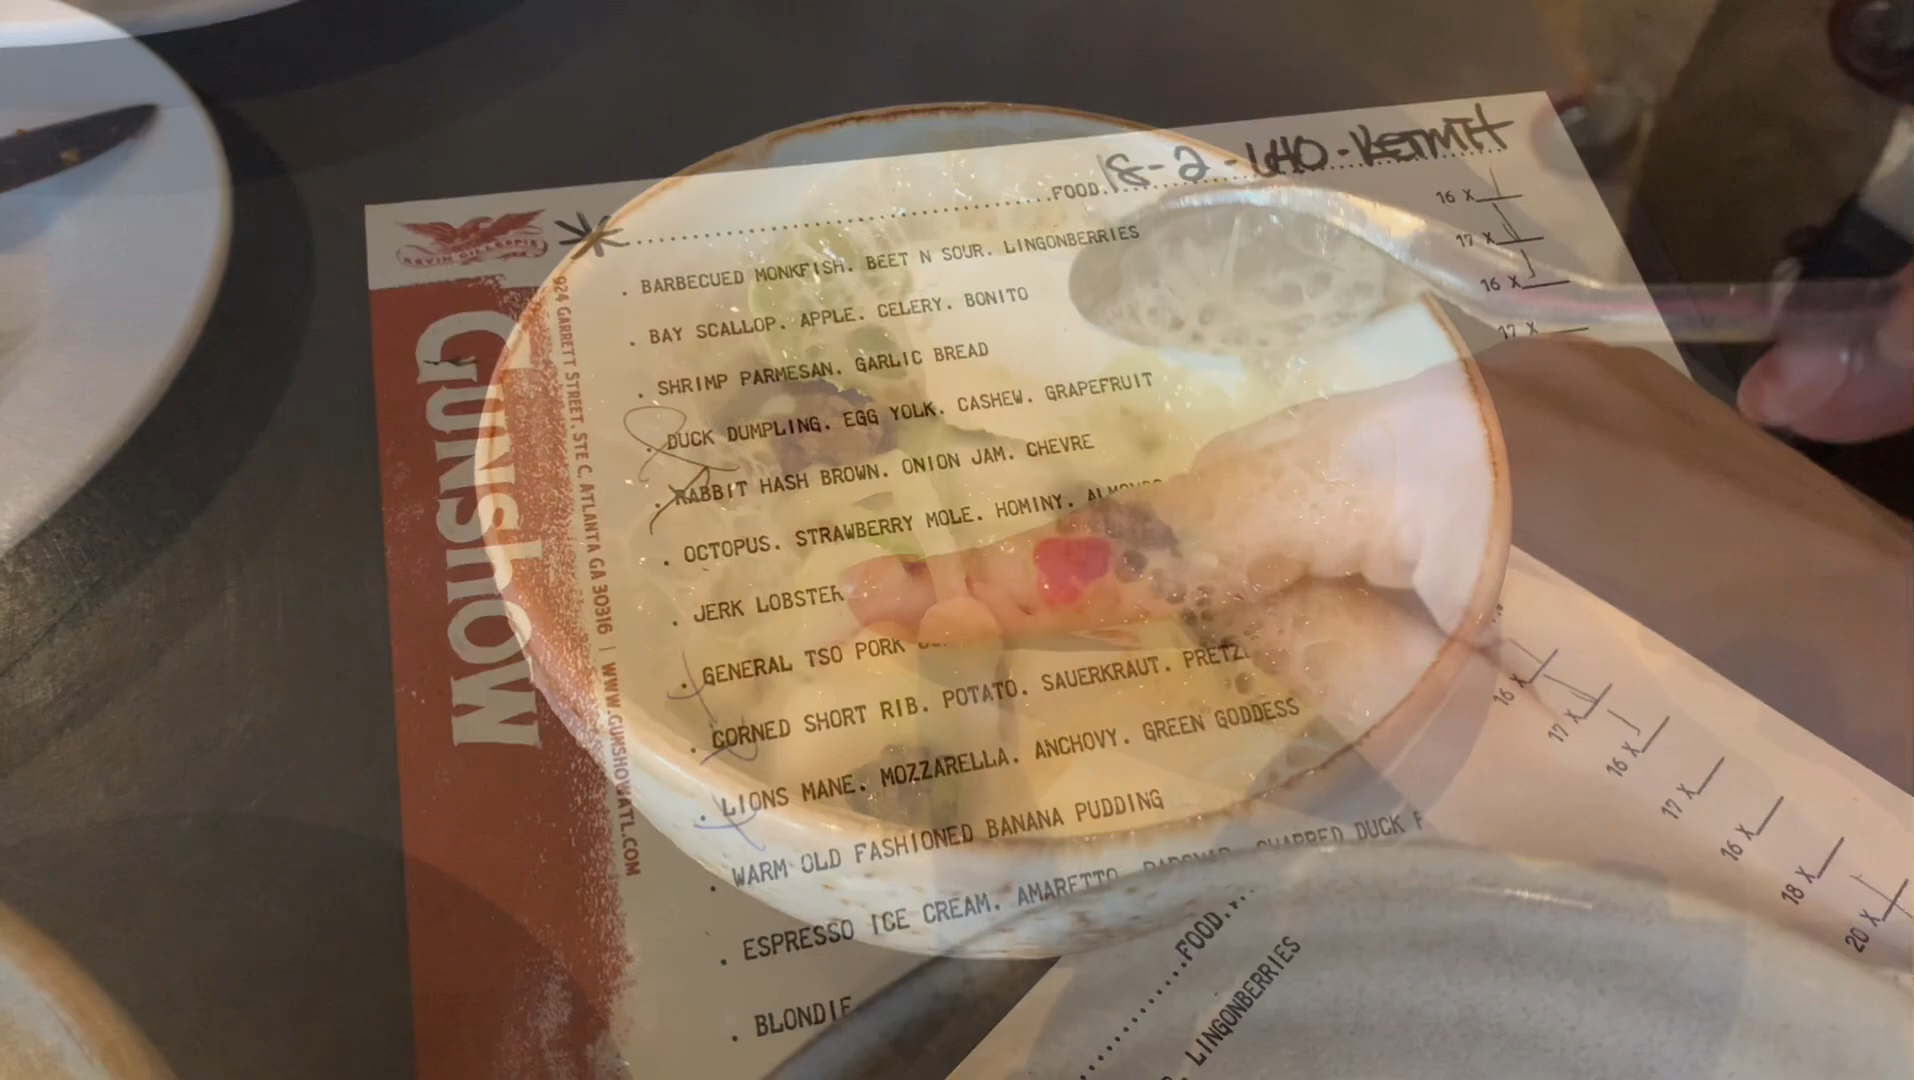 KEVIN GILLESPIE
GUNSHOW
924 GARRETT STREET, STE C, ATLANTA GA 30316 | WWW.GUNSHOWATL.COM
FOOD
BARBECUED MONKFISH. BEET N SOUR. LINGONBERRIES
BAY SCALLOP. APPLE. CELERY. BONITO
SHRIMP PARMESAN. GARLIC BREAD
DUCK DUMPLING. EGG YOLK. CASHEW. GRAPEFRUIT
RABBIT HASH BROWN. ONION JAM. CHEVRE
OCTOPUS. STRAWBERRY MOLE. HOMINY.
JERK LOBSTER
GENERAL TSO PORK
CORNED SHORT RIB. POTATO. SAUERKRAUT.
LIONS MANE. MOZZARELLA. ANCHOVY. GREEN GODDESS
WARM OLD FASHIONED BANANA PUDDING
ESPRESSO ICE CREAM. AMARETTO
CHARRED DUCK
BLONDIE
16 X
17 X
16 X
17 X
16 X
17 X
16 X
17 X
16 X
18 X
20 X
FOOD
LINGONBERRIES